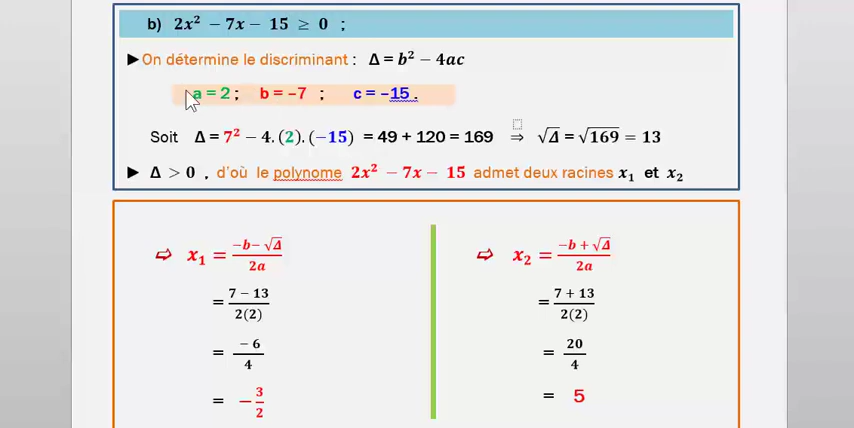 b) 2x² − 7x − 15 ≥ 0 ;
►On détermine le discriminant : Δ = b² − 4ac
a = 2 ; b = −7 ; c = −15 .
Soit Δ = 7² − 4.(2).(−15) = 49 + 120 = 169 ⇒ √Δ = √169 = 13
► Δ > 0 , d'où le polynome 2x² − 7x − 15 admet deux racines x₁ et x₂
⇨ x₁ = (−b−√Δ)/2a
= (7 − 13)/2(2)
= −6/4
= −3/2
⇨ x₂ = (−b+√Δ)/2a
= (7 + 13)/2(2)
= 20/4
= 5